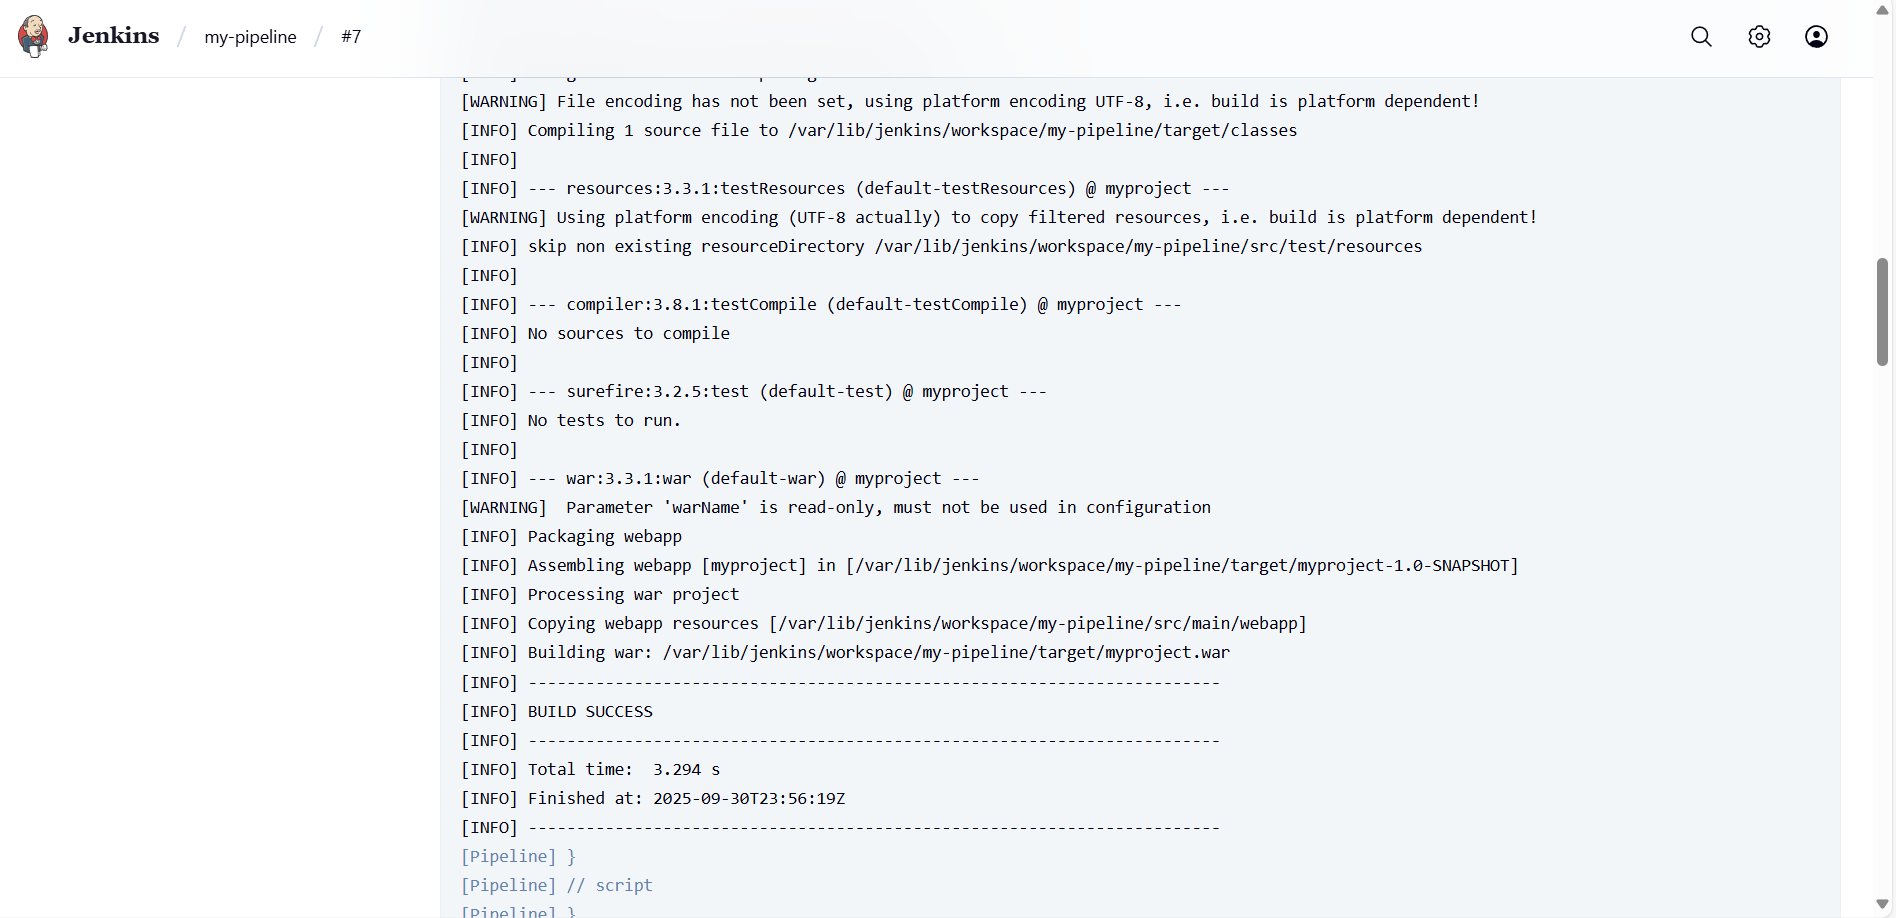 Jenkins / my-pipeline / #7
[WARNING] File encoding has not been set, using platform encoding UTF-8, i.e. build is platform dependent!
[INFO] Compiling 1 source file to /var/lib/jenkins/workspace/my-pipeline/target/classes
[INFO]
[INFO] --- resources:3.3.1:testResources (default-testResources) @ myproject ---
[WARNING] Using platform encoding (UTF-8 actually) to copy filtered resources, i.e. build is platform dependent!
[INFO] skip non existing resourceDirectory /var/lib/jenkins/workspace/my-pipeline/src/test/resources
[INFO]
[INFO] --- compiler:3.8.1:testCompile (default-testCompile) @ myproject ---
[INFO] No sources to compile
[INFO]
[INFO] --- surefire:3.2.5:test (default-test) @ myproject ---
[INFO] No tests to run.
[INFO]
[INFO] --- war:3.3.1:war (default-war) @ myproject ---
[WARNING]  Parameter 'warName' is read-only, must not be used in configuration
[INFO] Packaging webapp
[INFO] Assembling webapp [myproject] in [/var/lib/jenkins/workspace/my-pipeline/target/myproject-1.0-SNAPSHOT]
[INFO] Processing war project
[INFO] Copying webapp resources [/var/lib/jenkins/workspace/my-pipeline/src/main/webapp]
[INFO] Building war: /var/lib/jenkins/workspace/my-pipeline/target/myproject.war
[INFO] ------------------------------------------------------------------------
[INFO] BUILD SUCCESS
[INFO] ------------------------------------------------------------------------
[INFO] Total time:  3.294 s
[INFO] Finished at: 2025-09-30T23:56:19Z
[INFO] ------------------------------------------------------------------------
[Pipeline] }
[Pipeline] // script
[Pipeline] }